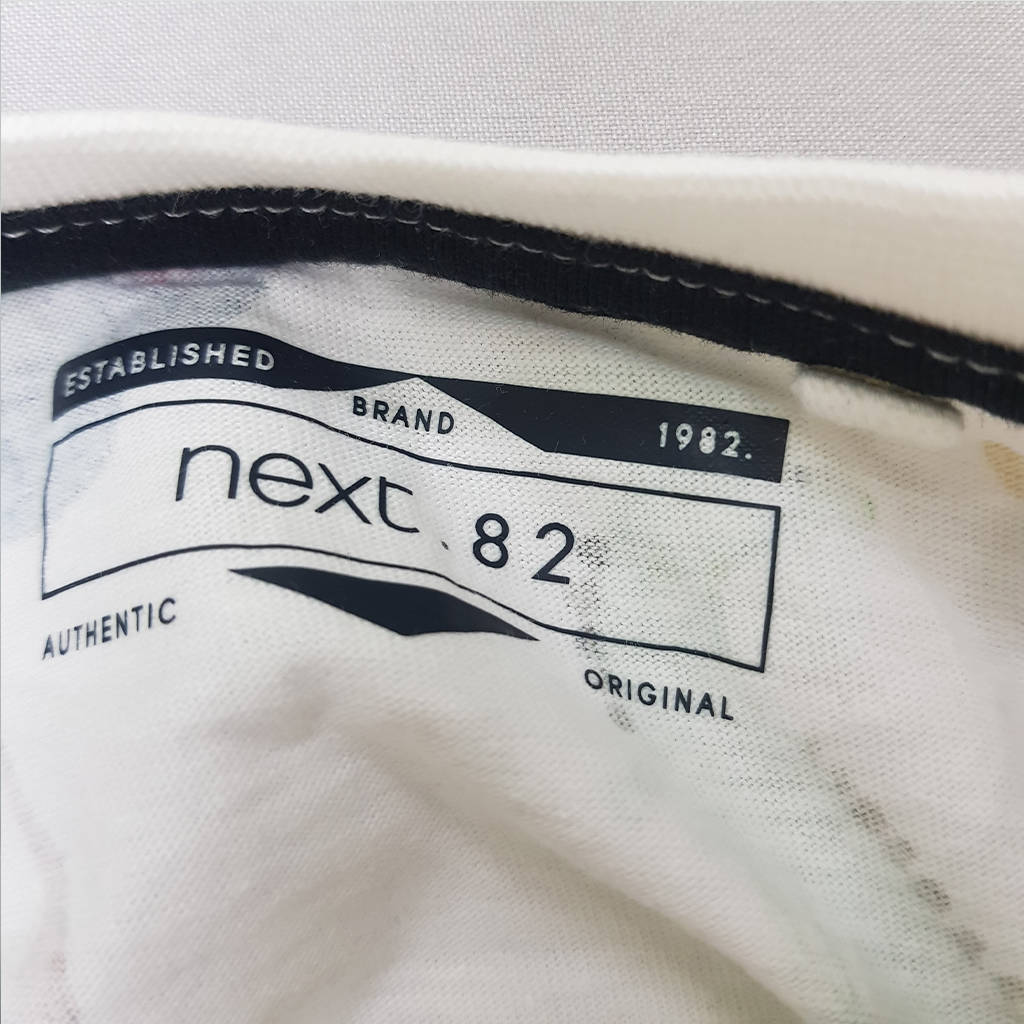 ESTABLISHED
BRAND
1982.
next.82
AUTHENTIC
ORIGINAL